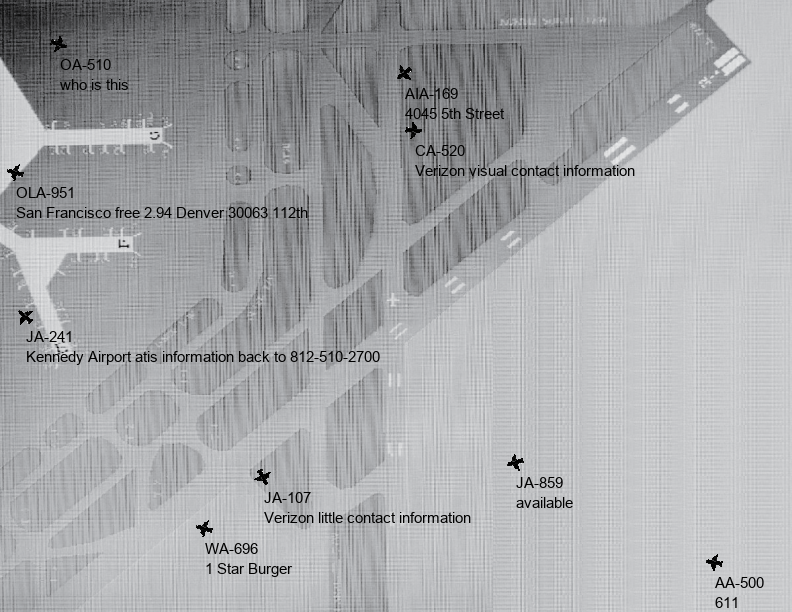 OA-510
who is this
AIA-169
4045 5th Street
CA-520
Verizon visual contact information
OLA-951
San Francisco free 2.94 Denver 30063 112th
JA-241
Kennedy Airport atis information back to 812-510-2700
JA-859
available
JA-107
Verizon little contact information
WA-696
1 Star Burger
AA-500
611